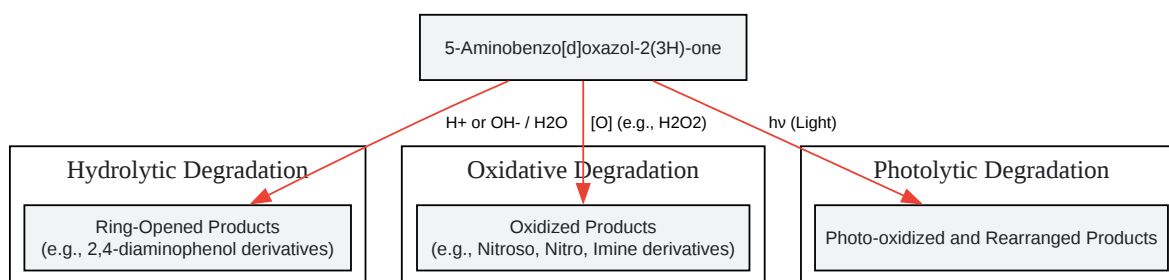 5-Aminobenzo[d]oxazol-2(3H)-one
H+ or OH- / H2O
[O] (e.g., H2O2)
hν (Light)
Hydrolytic Degradation
Oxidative Degradation
Photolytic Degradation
Ring-Opened Products
(e.g., 2,4-diaminophenol derivatives)
Oxidized Products
(e.g., Nitroso, Nitro, Imine derivatives)
Photo-oxidized and Rearranged Products